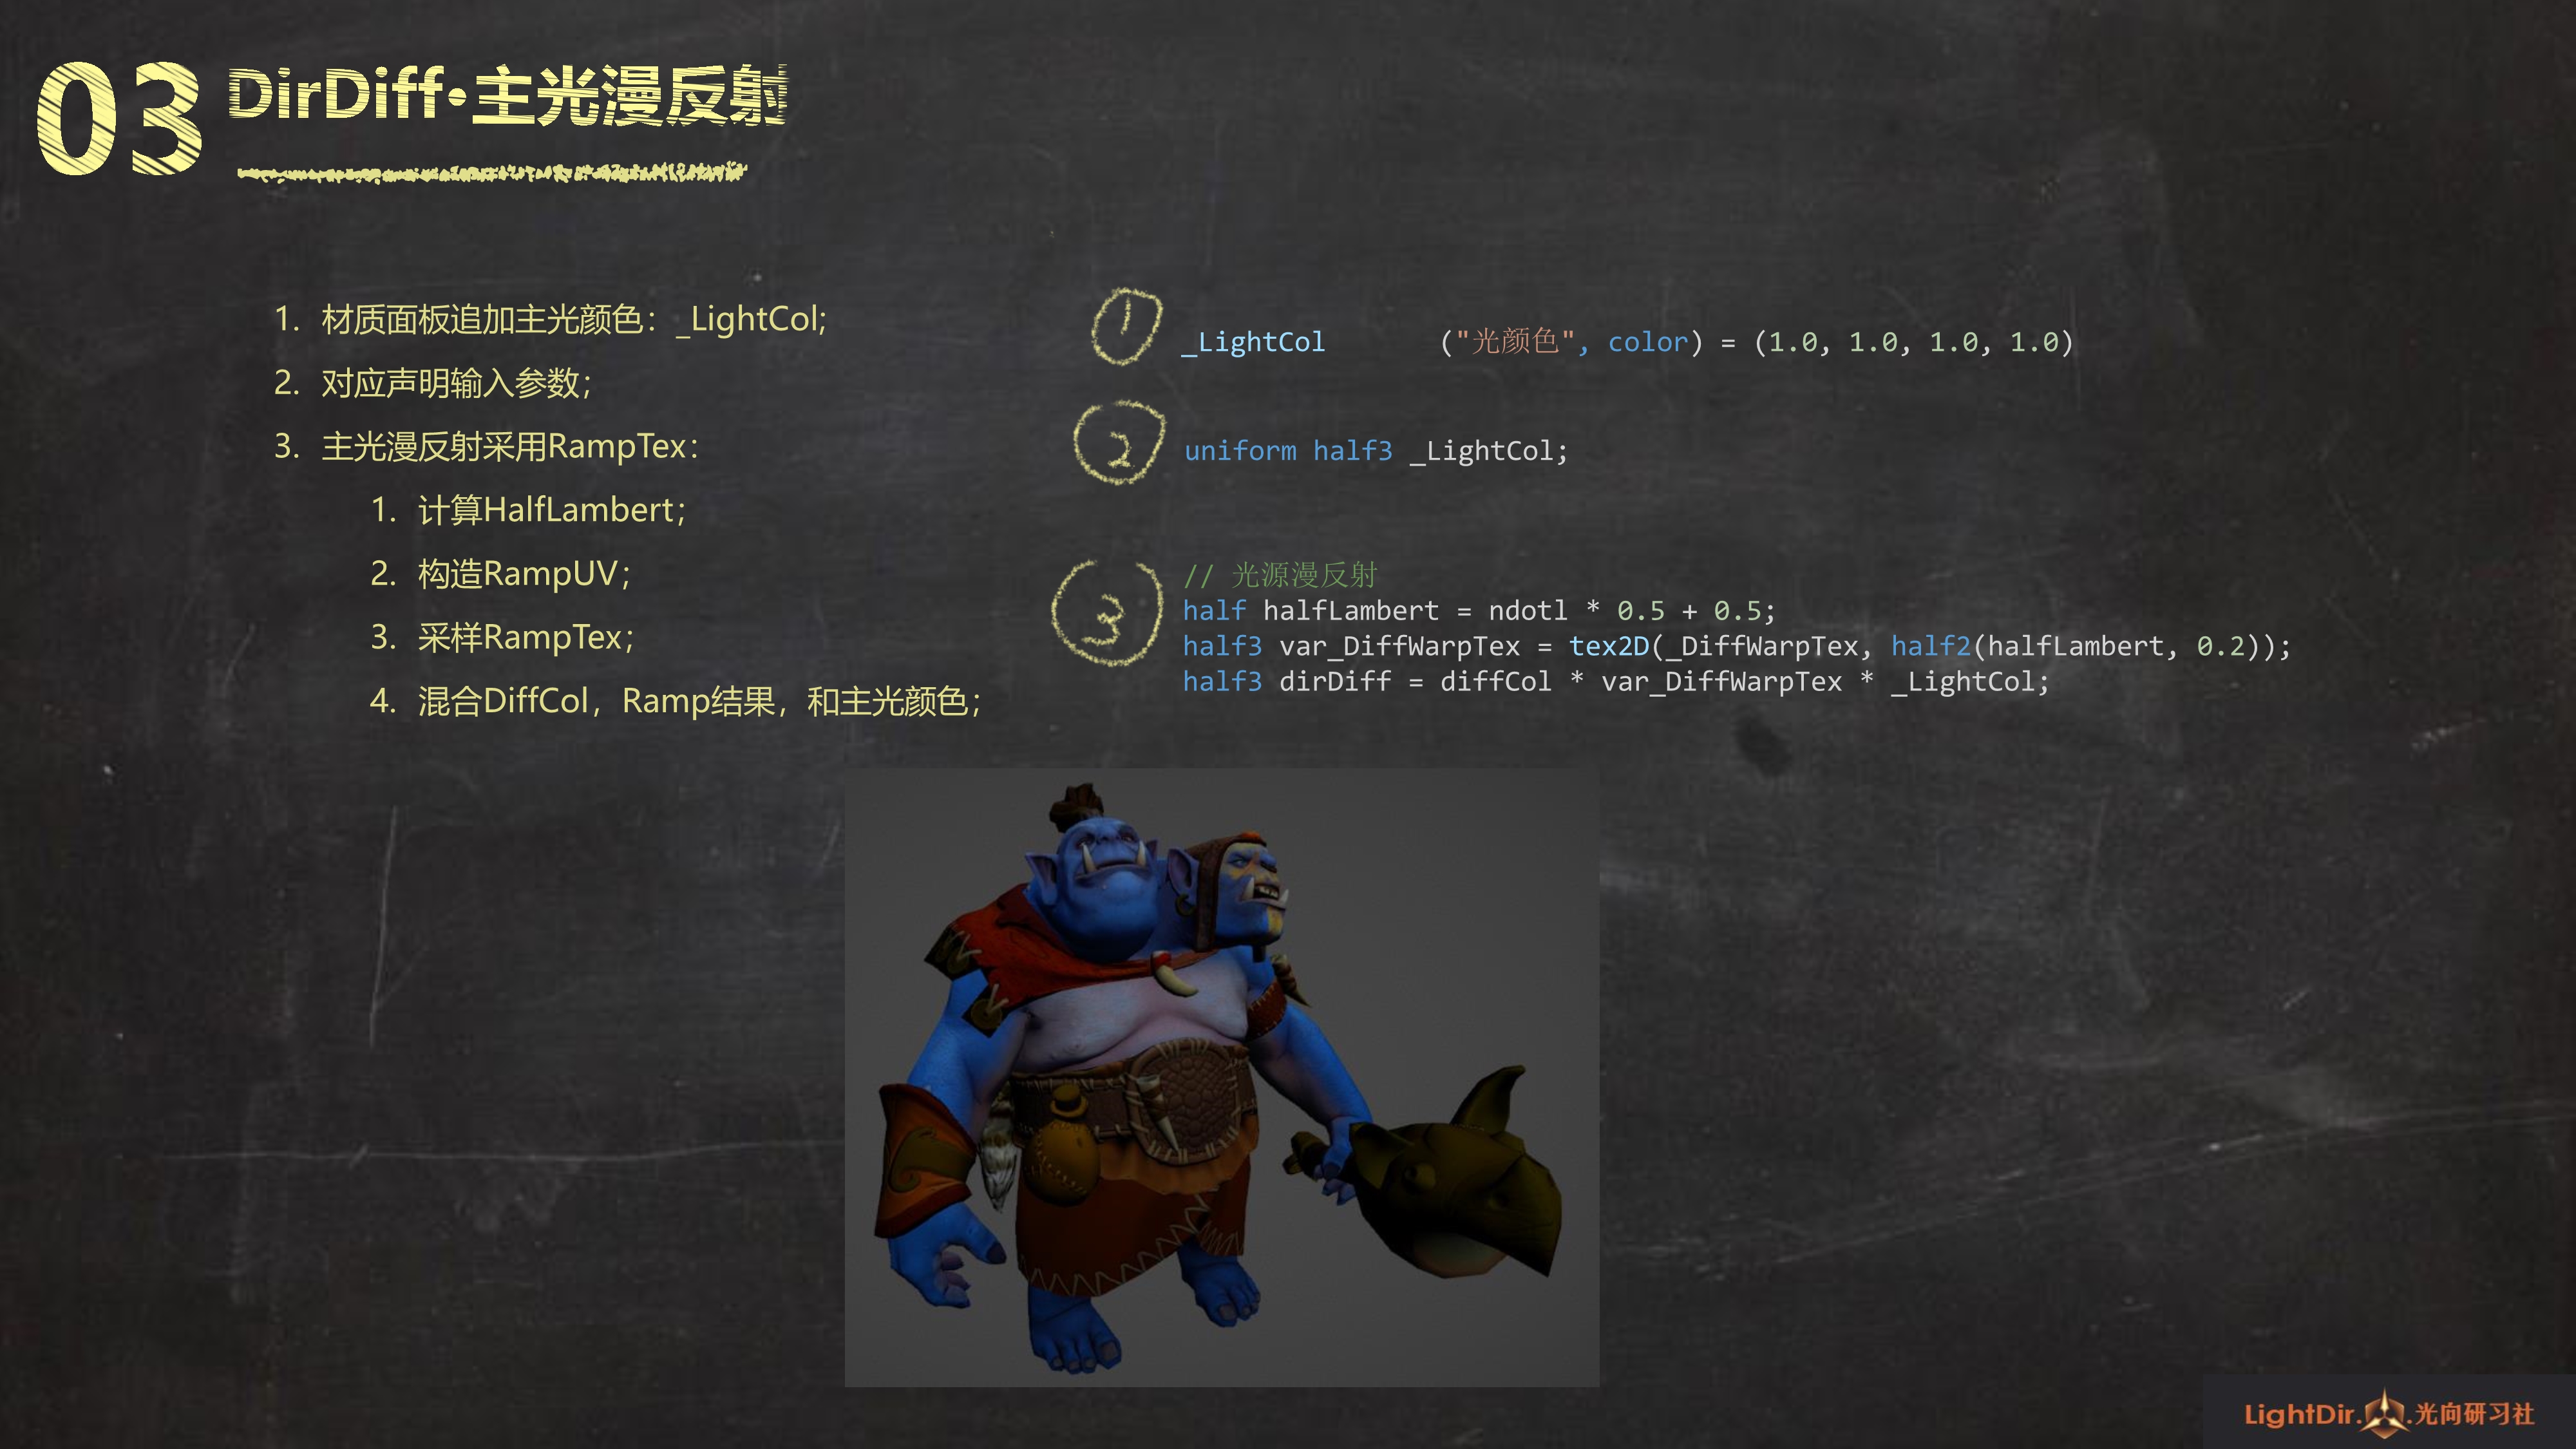 03
DirDiff•主光漫反射
1. 材质面板追加主光颜色：_LightCol;
2. 对应声明输入参数；
3. 主光漫反射采用RampTex：
1. 计算HalfLambert；
2. 构造RampUV；
3. 采样RampTex；
4. 混合DiffCol，Ramp结果，和主光颜色；
1
_LightCol ("光颜色", color) = (1.0, 1.0, 1.0, 1.0)
2
uniform half3 _LightCol;
3
// 光源漫反射
half halfLambert = ndotl * 0.5 + 0.5;
half3 var_DiffWarpTex = tex2D(_DiffWarpTex, half2(halfLambert, 0.2));
half3 dirDiff = diffCol * var_DiffWarpTex * _LightCol;
LightDir.光向研习社